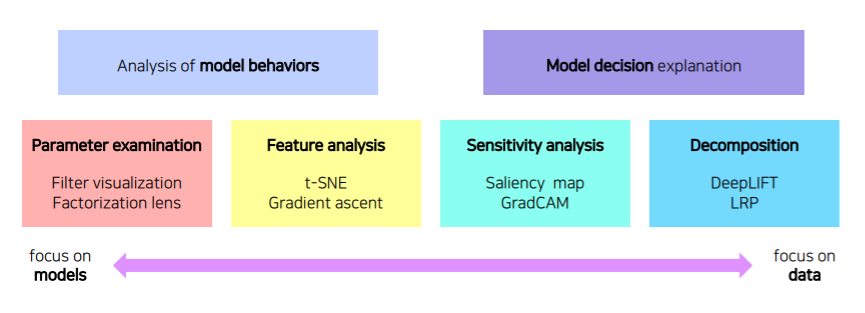 Analysis of model behaviors
Model decision explanation
Parameter examination
Filter visualization
Factorization lens
Feature analysis
t-SNE
Gradient ascent
Sensitivity analysis
Saliency map
GradCAM
Decomposition
DeepLIFT
LRP
focus on
models
focus on
data